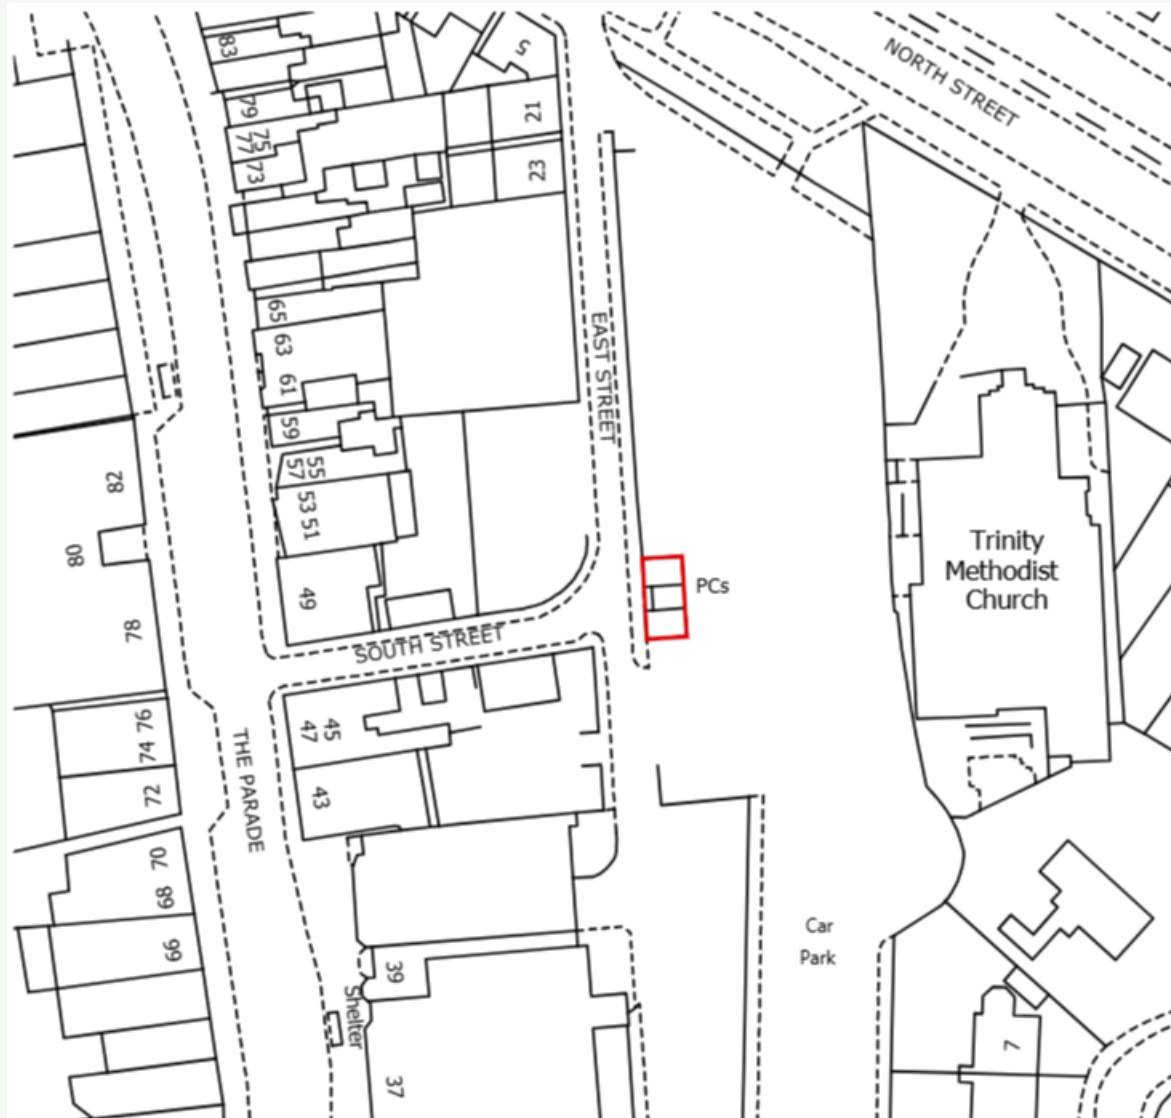 83
5
NORTH STREET
79
75
77
73
21
23
65
63
61
59
55
57
53
51
49
EAST STREET
82
80
78
PCs
Trinity
Methodist
Church
SOUTH STREET
76
74
72
THE PARADE
45
47
43
70
68
66
39
Shelter
37
Car
Park
7